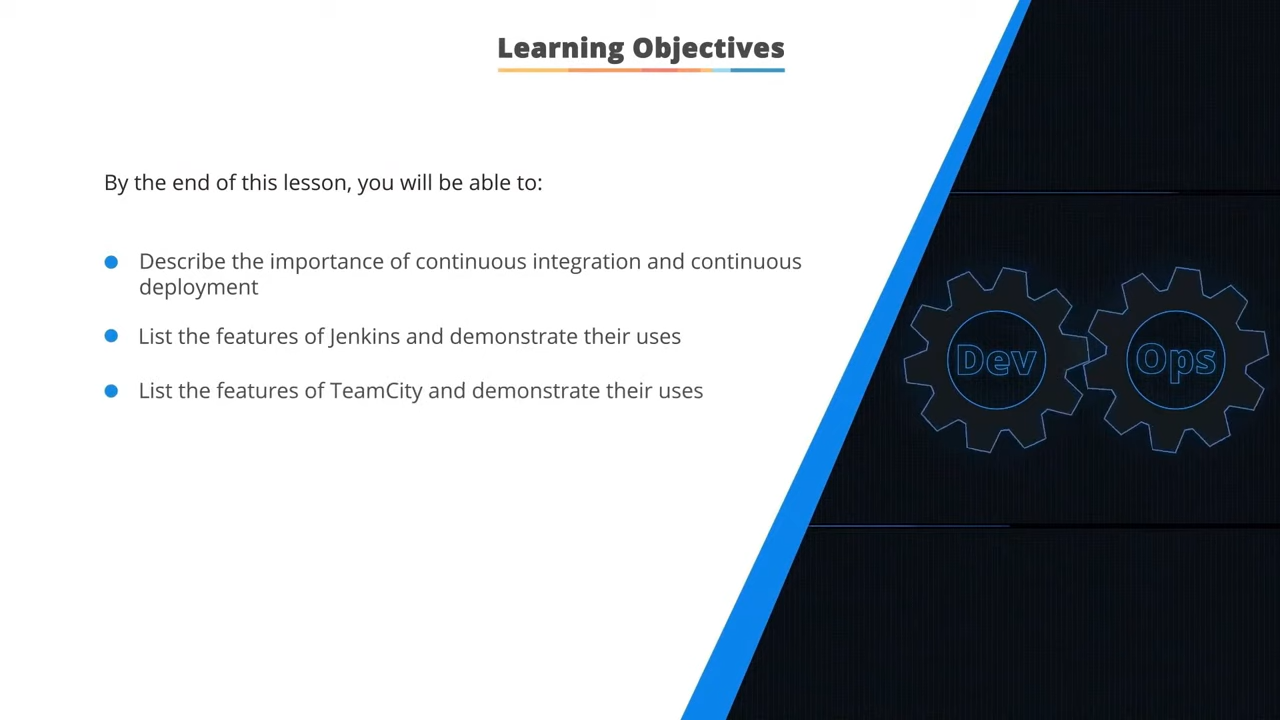 Learning Objectives
By the end of this lesson, you will be able to:
Describe the importance of continuous integration and continuous
deployment
List the features of Jenkins and demonstrate their uses
List the features of TeamCity and demonstrate their uses
Dev
Ops